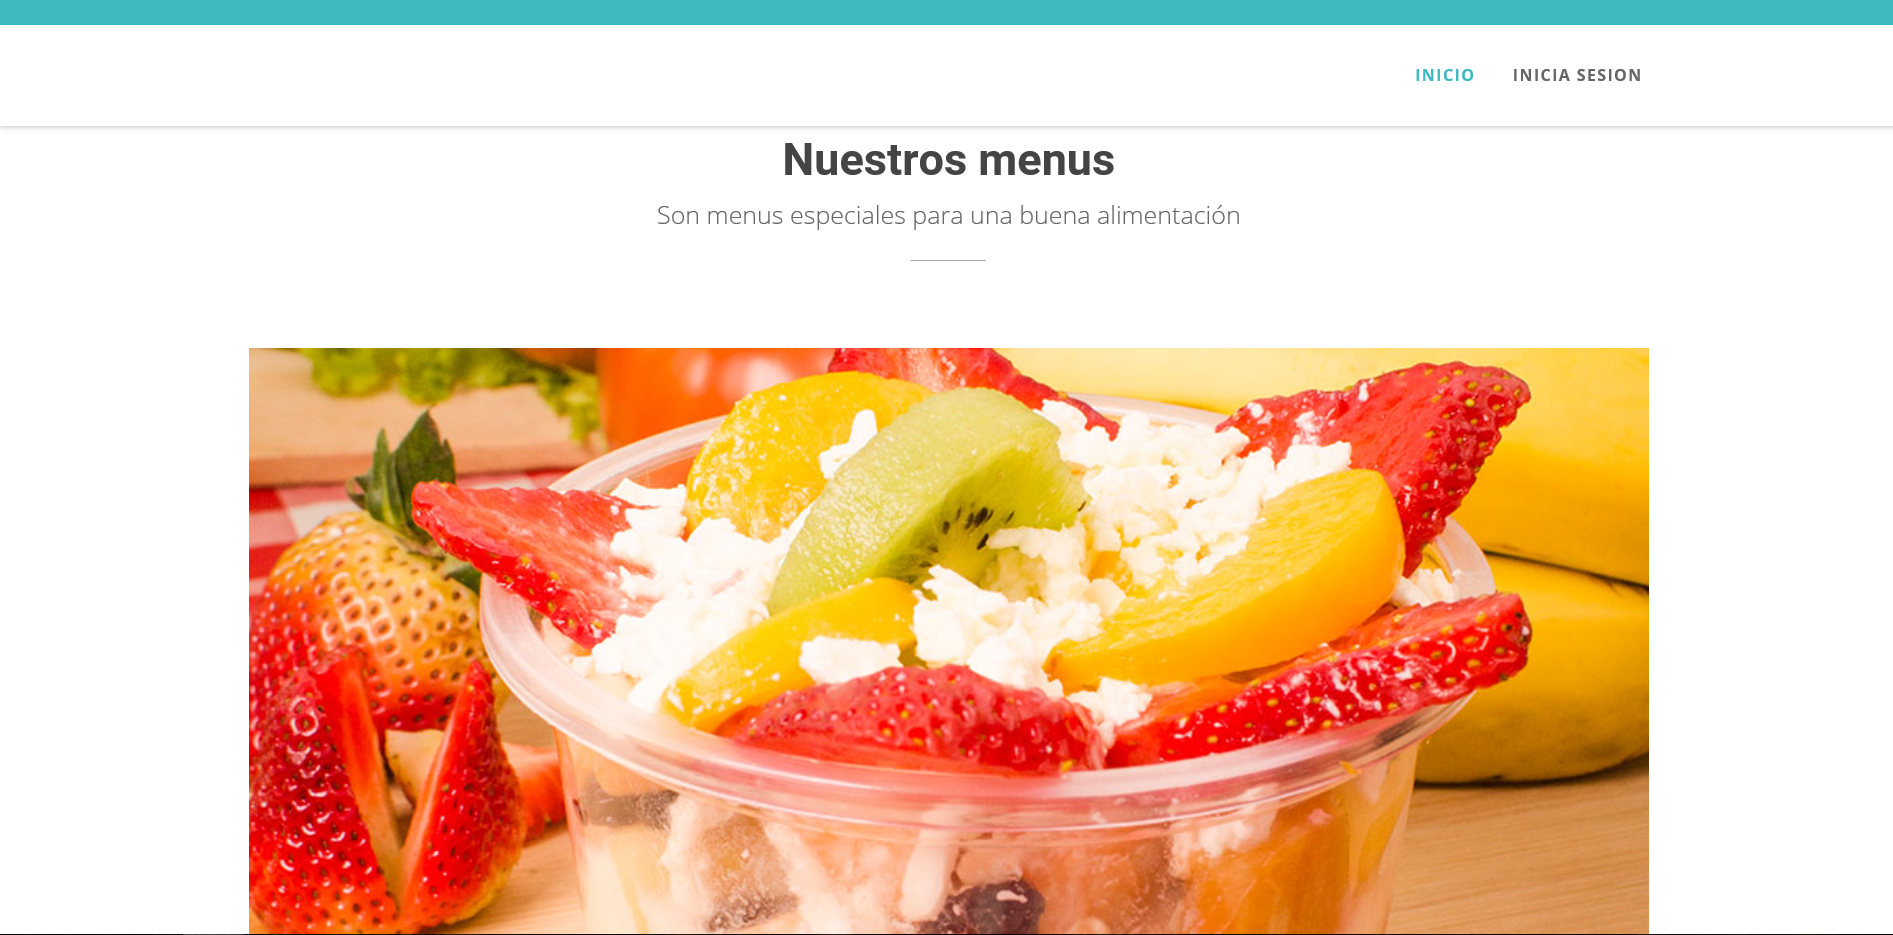 INICIO INICIA SESION
Nuestros menus
Son menus especiales para una buena alimentación